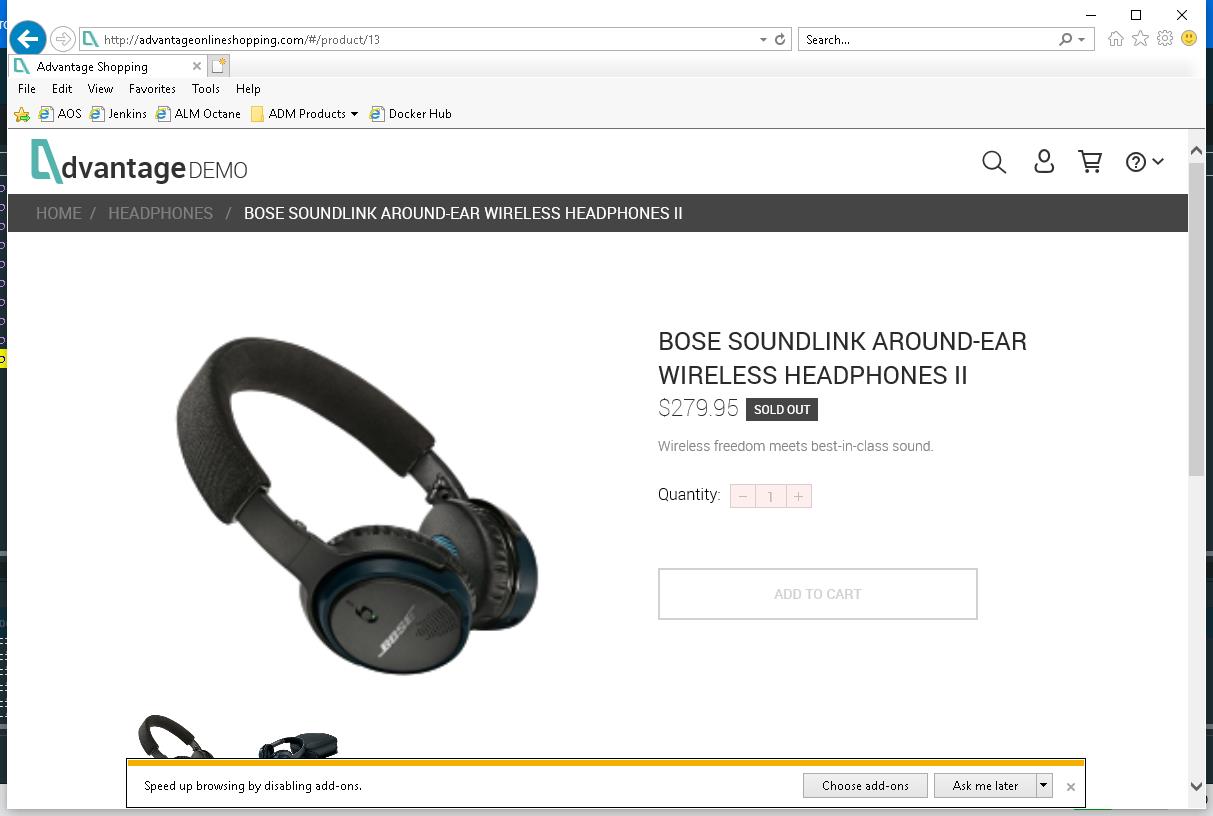 http://advantageonlineshopping.com/#/product/13
Search...
Advantage Shopping
File Edit View Favorites Tools Help
AOS Jenkins ALM Octane ADM Products Docker Hub
dvantage DEMO
HOME / HEADPHONES / BOSE SOUNDLINK AROUND-EAR WIRELESS HEADPHONES II
BOSE SOUNDLINK AROUND-EAR
WIRELESS HEADPHONES II
$279.95 SOLD OUT
Wireless freedom meets best-in-class sound.
Quantity: − 1 +
ADD TO CART
BOSE
Speed up browsing by disabling add-ons.
Choose add-ons
Ask me later